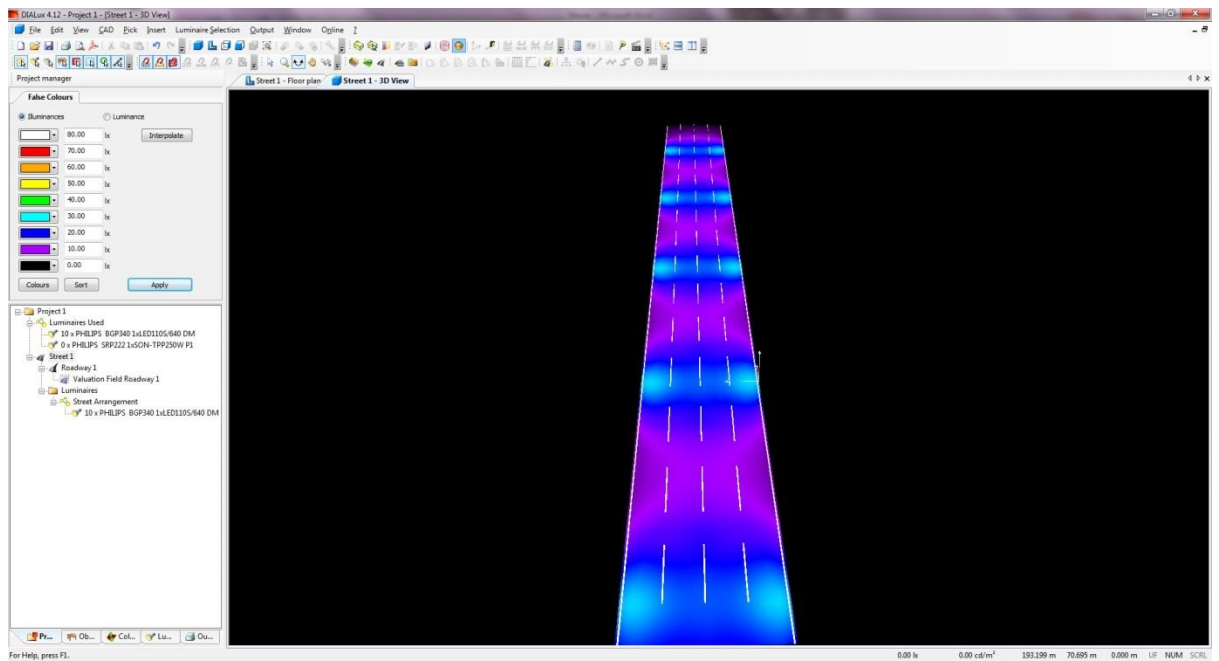 DIALux 4.12 - Project 1 - [Street 1 - 3D View]
File Edit View CAD Pick Insert Luminaire Selection Output Window Online ?
Project manager
Street 1 - Floor plan Street 1 - 3D View
False Colours
Illuminances Luminance
80.00 lx Interpolate
70.00 lx
60.00 lx
50.00 lx
40.00 lx
30.00 lx
20.00 lx
10.00 lx
0.00 lx
Colours Sort Apply
Project 1
Luminaires Used
10 x PHILIPS BGP340 1xLED110S/640 DM
0 x PHILIPS SRP222 1xSON-TPP250W P1
Street 1
Roadway 1
Valuation Field Roadway 1
Luminaires
Street Arrangement
10 x PHILIPS BGP340 1xLED110S/640 DM
Pr... Ob... Col... Lu... Ou...
For Help, press F1.
0.00 lx 0.00 cd/m² 193.199 m 70.695 m 0.000 m UF NUM SCRL